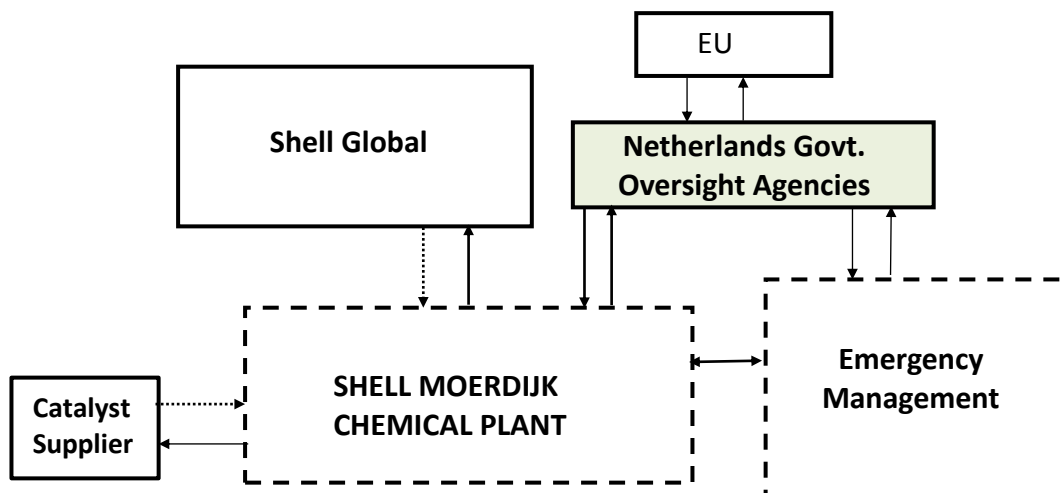 EU
Shell Global
Netherlands Govt.
Oversight Agencies
Emergency
Management
SHELL MOERDIJK
CHEMICAL PLANT
Catalyst
Supplier